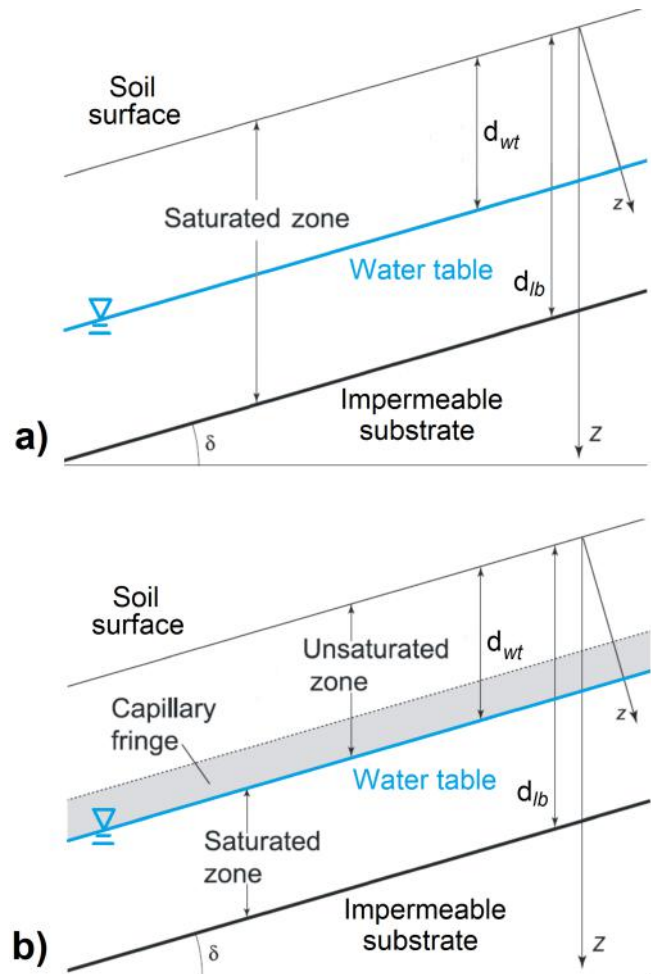 Soil
surface
d_wt
Saturated zone
z
Water table
d_lb
Impermeable
substrate
Z
a)
δ
Soil
surface
Unsaturated
zone
d_wt
Capillary
fringe
z
Water table
d_lb
Saturated
zone
Impermeable
substrate
Z
b)
δ